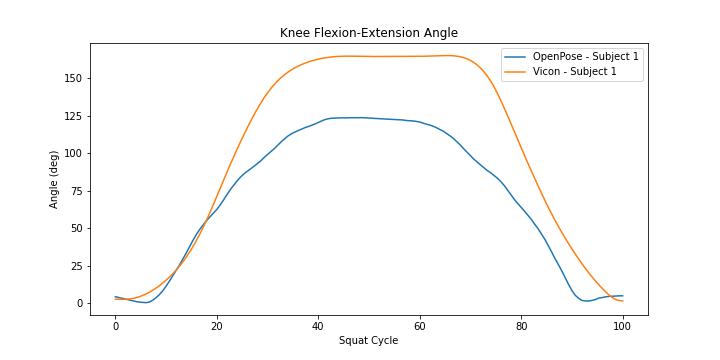 Knee Flexion-Extension Angle
OpenPose - Subject 1
Vicon - Subject 1
Angle (deg)
150
125
100
75
50
25
0
0 20 40 60 80 100
Squat Cycle